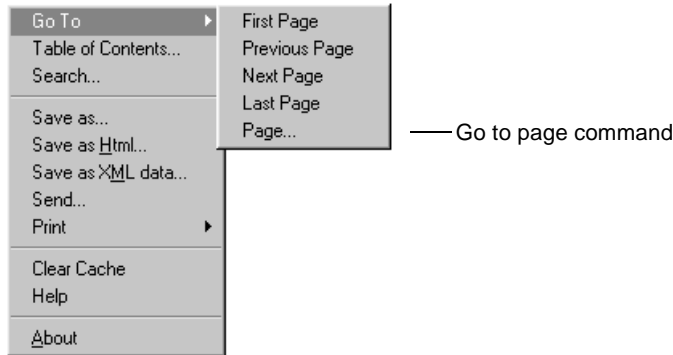 Go To
Table of Contents...
Search...
Save as...
Save as Html...
Save as XML data...
Send...
Print
Clear Cache
Help
About
First Page
Previous Page
Next Page
Last Page
Page...
Go to page command